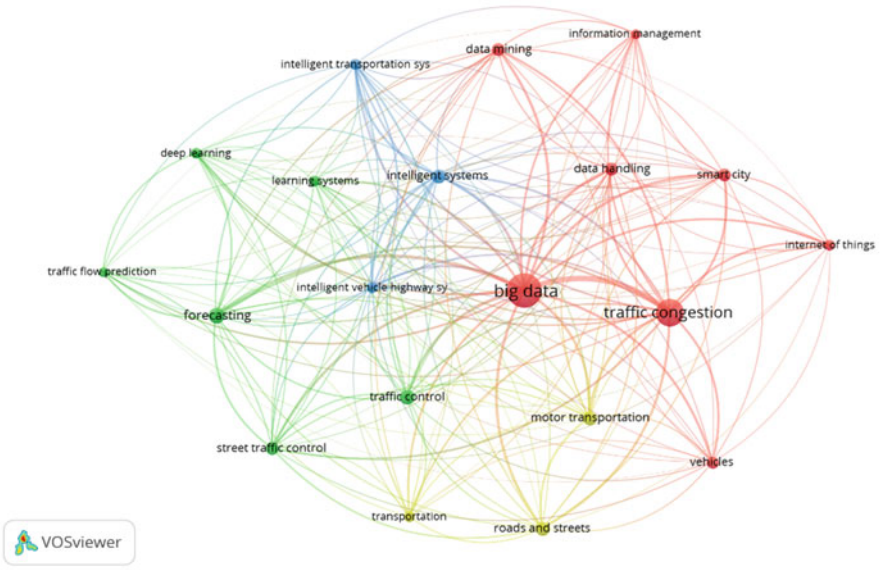 information management
data mining
intelligent transportation sys
deep learning
learning systems
intelligent systems
data handling
smart city
internet of things
traffic flow prediction
intelligent vehicle highway sy
big data
forecasting
traffic congestion
traffic control
motor transportation
street traffic control
vehicles
transportation
roads and streets
VOSviewer